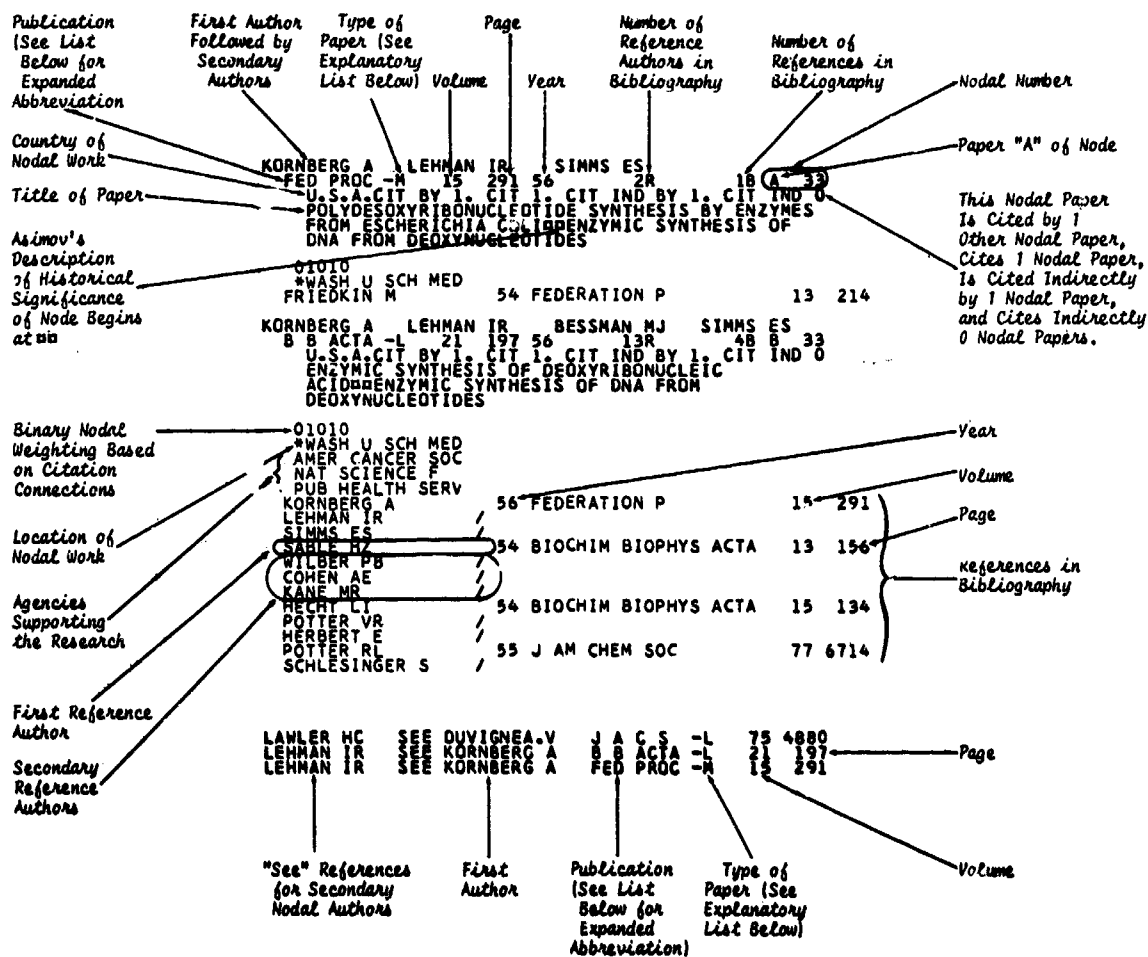 Publication
(See List
Below for
Expanded
Abbreviation
First Author
Followed by
Secondary
Authors
Type of
Paper (See
Explanatory
List Below)
Volume
Page
Year
Number of
Reference
Authors in
Bibliography
Number of
References in
Bibliography
Nodal Number
Paper "A" of Node
Country of
Nodal Work
Title of Paper
Asimov's
Description
of Historical
Significance
of Node Begins
at ¤¤
KORNBERG A LEHMAN IR SIMMS ES
FED PROC -M 15 291 56 2R 1B A 33
U.S.A.CIT BY 1. CIT 1. CIT IND BY 1. CIT IND 0
POLYDESOXYRIBONUCLEOTIDE SYNTHESIS BY ENZYMES
FROM ESCHERICHIA COLI¤¤ENZYMIC SYNTHESIS OF
DNA FROM DEOXYNUCLEOTIDES
01010
*WASH U SCH MED
FRIEDKIN M 54 FEDERATION P 13 214
This Nodal Paper
Is Cited by 1
Other Nodal Paper,
Cites 1 Nodal Paper,
Is Cited Indirectly
by 1 Nodal Paper,
and Cites Indirectly
0 Nodal Papers.
KORNBERG A LEHMAN IR BESSMAN MJ SIMMS ES
B B ACTA -L 21 197 56 13R 4B B 33
U.S.A.CIT BY 1. CIT 1. CIT IND BY 1. CIT IND 0
ENZYMIC SYNTHESIS OF DEOXYRIBONUCLEIC
ACID¤¤ENZYMIC SYNTHESIS OF DNA FROM
DEOXYNUCLEOTIDES
Binary Nodal
Weighting Based
on Citation
Connections
Location of
Nodal Work
Agencies
Supporting
the Research
First Reference
Author
Secondary
Reference
Authors
01010
*WASH U SCH MED
AMER CANCER SOC
NAT SCIENCE F
PUB HEALTH SERV
KORNBERG A 56 FEDERATION P 15 291
LEHMAN IR /
SIMMS ES /
SABLE HZ 54 BIOCHIM BIOPHYS ACTA 13 156
WILBER PB /
COHEN AE /
KANE MR /
HECHT LI 54 BIOCHIM BIOPHYS ACTA 15 134
POTTER VR /
HERBERT E /
POTTER RL 55 J AM CHEM SOC 77 6714
SCHLESINGER S /
Year
Volume
Page
References in
Bibliography
LAWLER HC SEE DUVIGNEA.V J A C S -L 75 4880
LEHMAN IR SEE KORNBERG A B B ACTA -L 21 197
LEHMAN IR SEE KORNBERG A FED PROC -M 15 291
Page
Volume
"See" References
for Secondary
Nodal Authors
First
Author
Publication
(See List
Below for
Expanded
Abbreviation)
Type of
Paper (See
Explanatory
List Below)